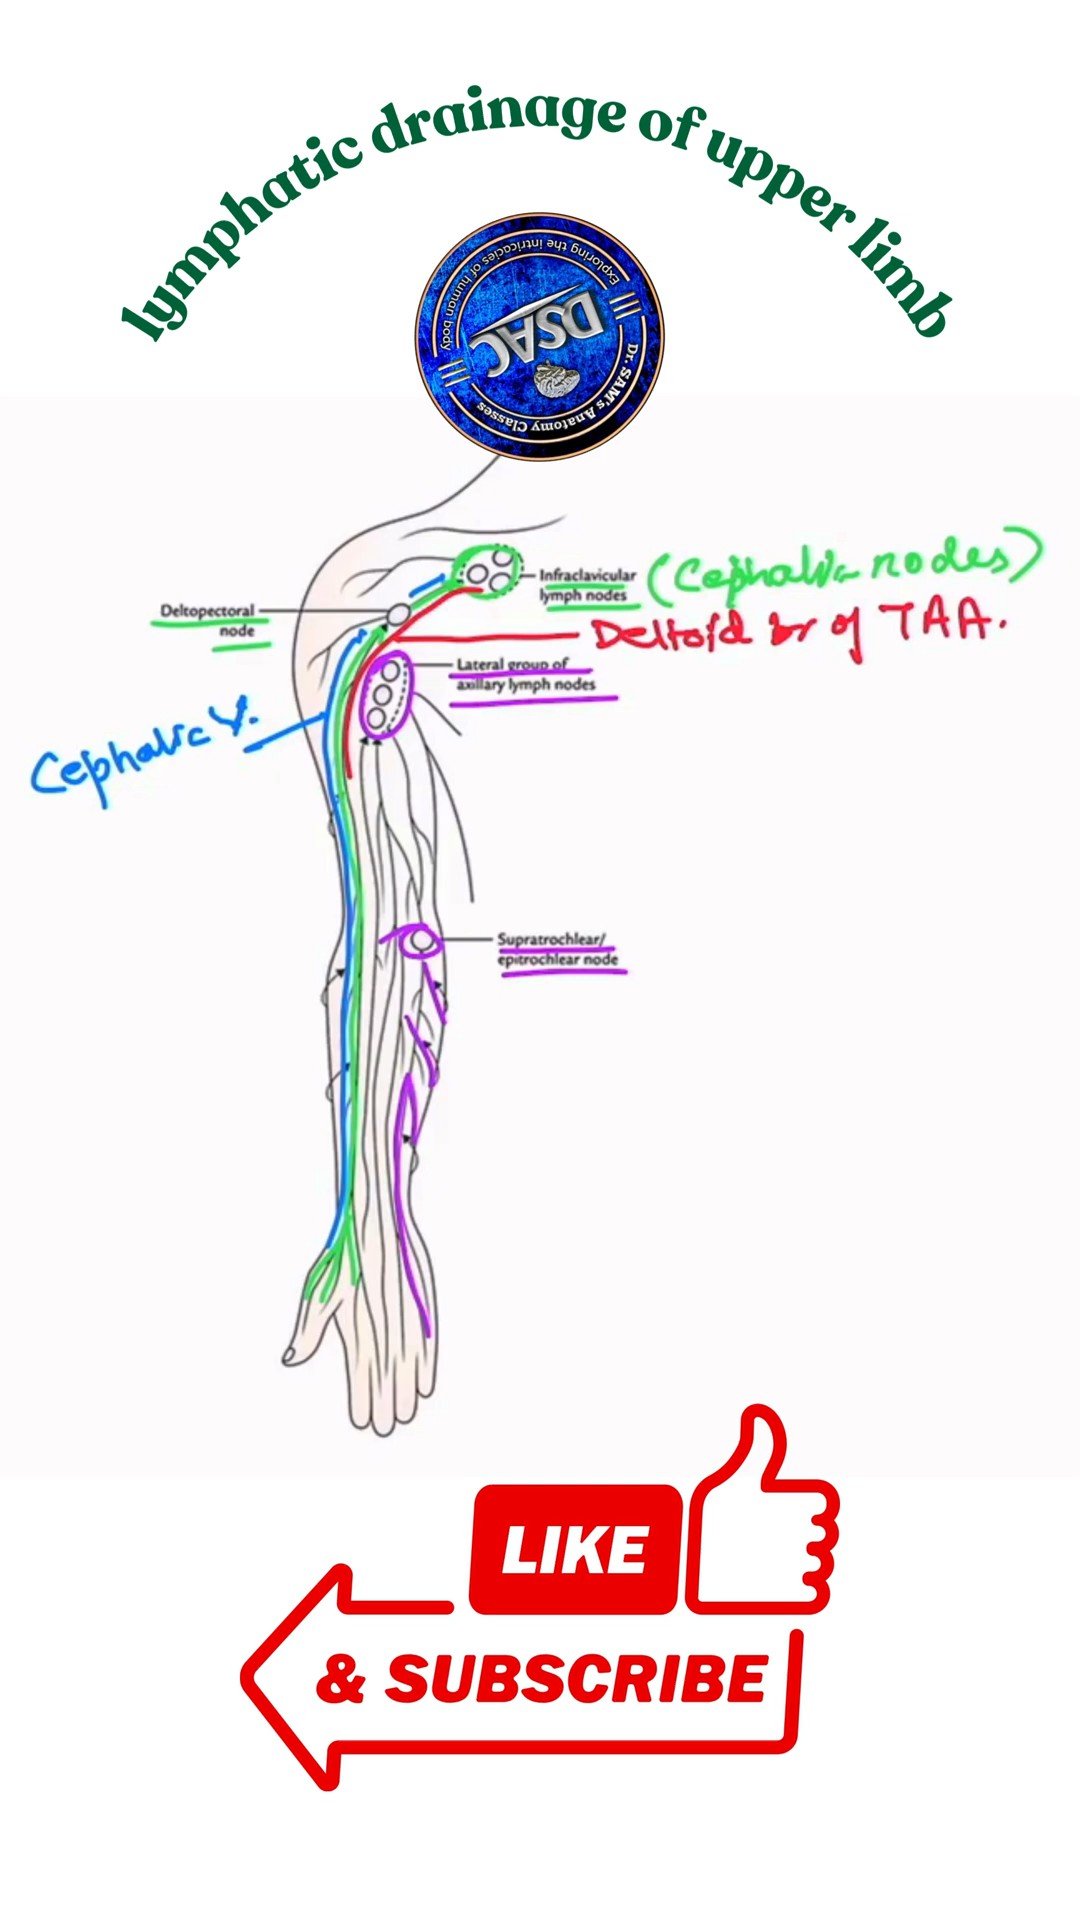 lymphatic drainage of upper limb
Exploring the intricacies of human body
DSAC
Dr. SAM's Anatomy Classes
Infraclavicular
lymph nodes
(Cephalic nodes)
Deltopectoral
node
Deltoid br of TAA.
Lateral group of
axillary lymph nodes
Cephalic V.
Supratrochlear/
epitrochlear node
LIKE
& SUBSCRIBE